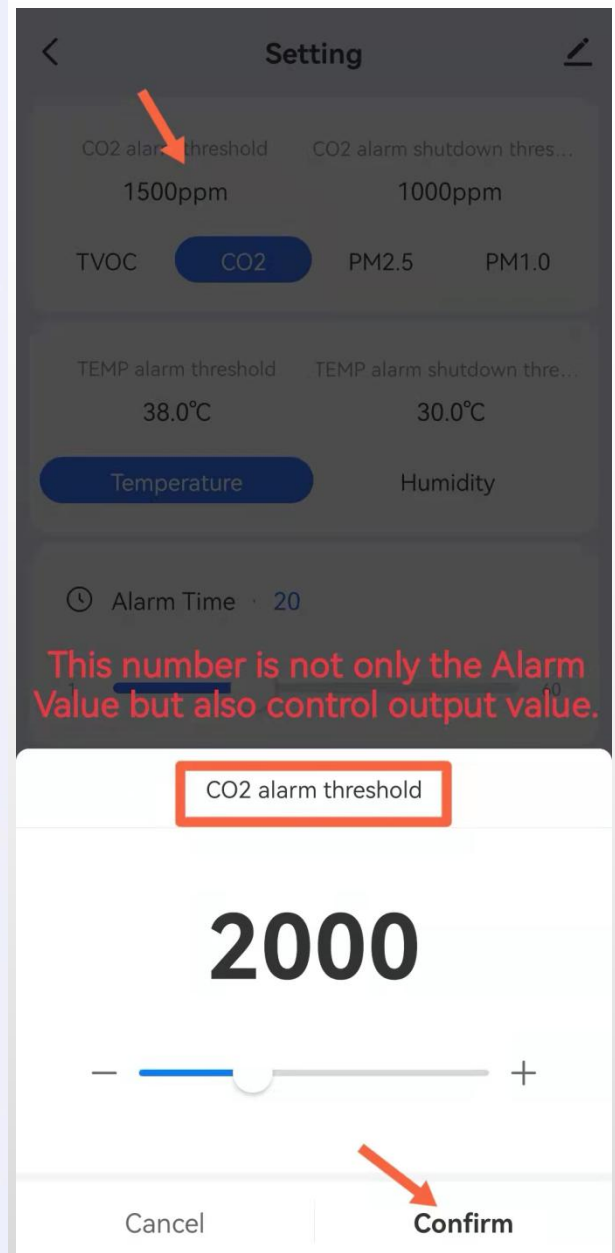 Setting
CO2 alarm threshold CO2 alarm shutdown thres...
1500ppm 1000ppm
TVOC CO2 PM2.5 PM1.0
TEMP alarm threshold TEMP alarm shutdown thre...
38.0°C 30.0°C
Temperature Humidity
Alarm Time · 20
This number is not only the Alarm
1 60
Value but also control output value.
CO2 alarm threshold
2000
Cancel Confirm